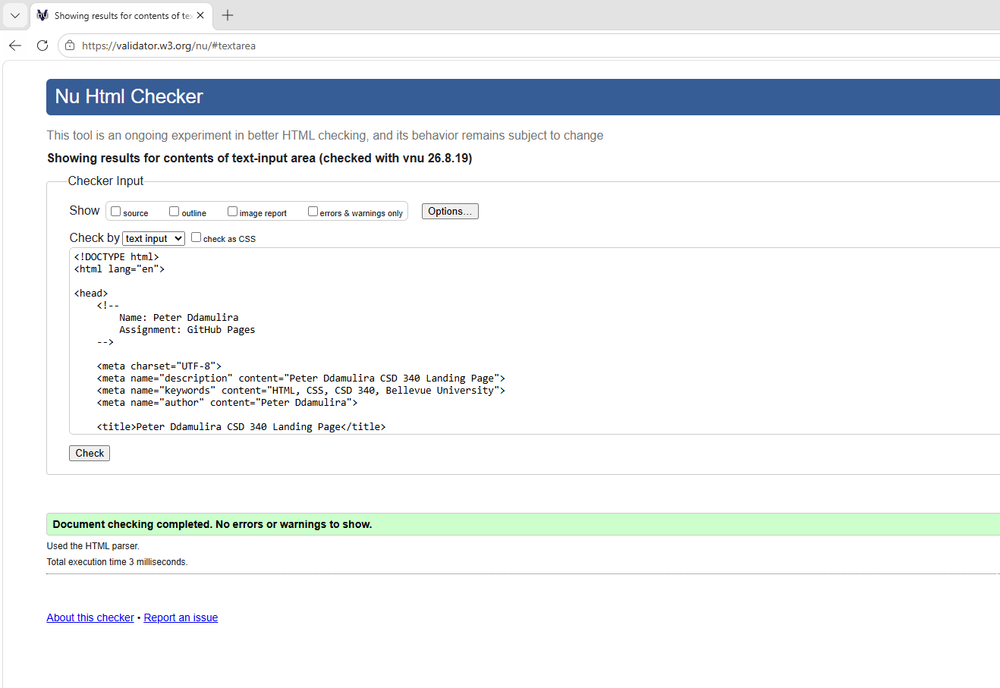 Showing results for contents of tex
https://validator.w3.org/nu/#textarea
Nu Html Checker
This tool is an ongoing experiment in better HTML checking, and its behavior remains subject to change
Showing results for contents of text-input area (checked with vnu 26.8.19)
Checker Input
Show source outline image report errors & warnings only Options...
Check by text input check as CSS
<!DOCTYPE html>
<html lang="en">
<head>
<!--
Name: Peter Ddamulira
Assignment: GitHub Pages
-->
<meta charset="UTF-8">
<meta name="description" content="Peter Ddamulira CSD 340 Landing Page">
<meta name="keywords" content="HTML, CSS, CSD 340, Bellevue University">
<meta name="author" content="Peter Ddamulira">
<title>Peter Ddamulira CSD 340 Landing Page</title>
Check
Document checking completed. No errors or warnings to show.
Used the HTML parser.
Total execution time 3 milliseconds.
About this checker • Report an issue